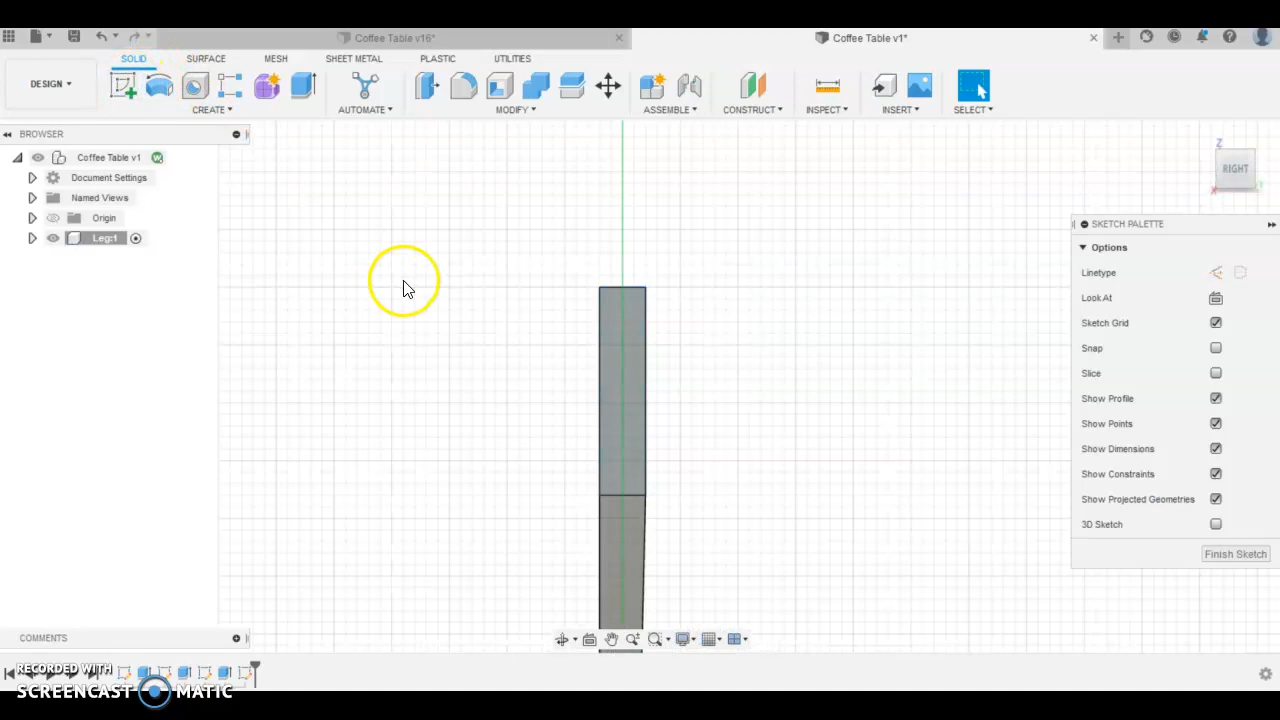 Coffee Table v16*
Coffee Table v1*
SOLID SURFACE MESH SHEET METAL PLASTIC UTILITIES
DESIGN
CREATE AUTOMATE MODIFY ASSEMBLE CONSTRUCT INSPECT INSERT SELECT
BROWSER
Coffee Table v1
Document Settings
Named Views
Origin
Leg:1
Z
RIGHT
X
Y
SKETCH PALETTE
Options
Linetype
Look At
Sketch Grid
Snap
Slice
Show Profile
Show Points
Show Dimensions
Show Constraints
Show Projected Geometries
3D Sketch
Finish Sketch
COMMENTS
RECORDED WITH
SCREENCAST MATIC